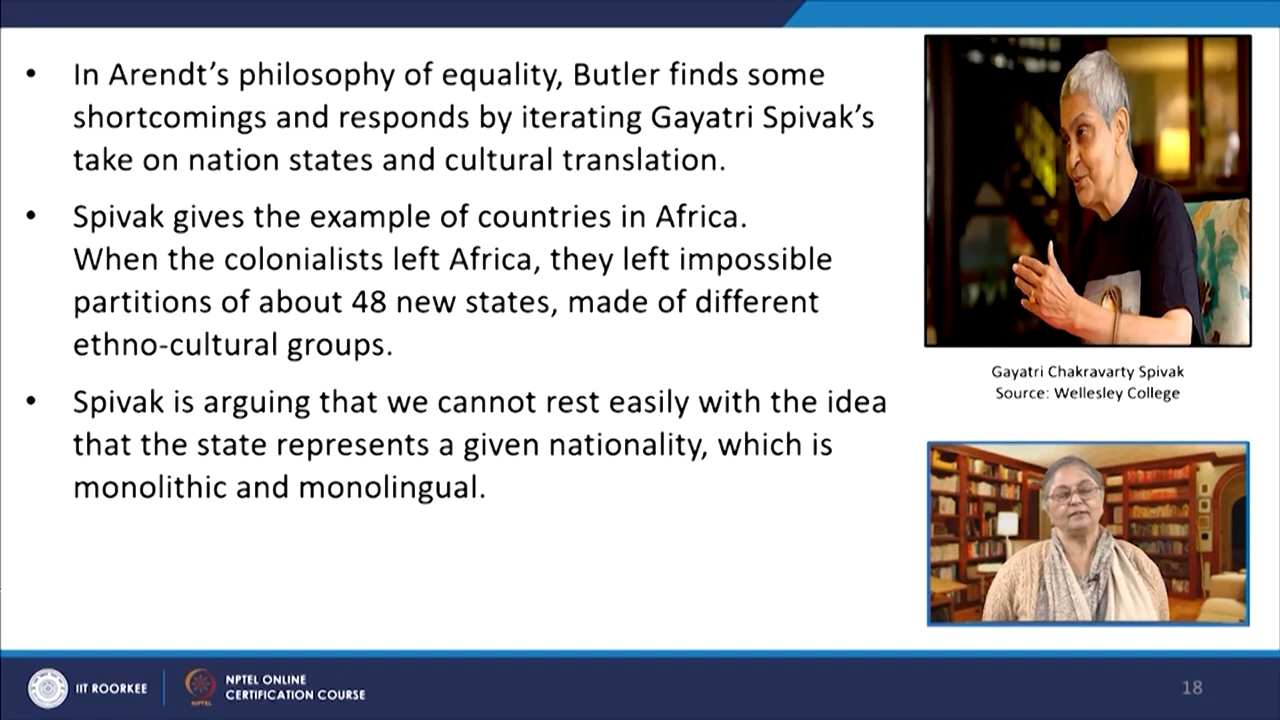 • In Arendt’s philosophy of equality, Butler finds some
shortcomings and responds by iterating Gayatri Spivak’s
take on nation states and cultural translation.
• Spivak gives the example of countries in Africa.
When the colonialists left Africa, they left impossible
partitions of about 48 new states, made of different
ethno-cultural groups.
• Spivak is arguing that we cannot rest easily with the idea
that the state represents a given nationality, which is
monolithic and monolingual.
Gayatri Chakravarty Spivak
Source: Wellesley College
IIT ROORKEE
NPTEL
NPTEL ONLINE
CERTIFICATION COURSE
18